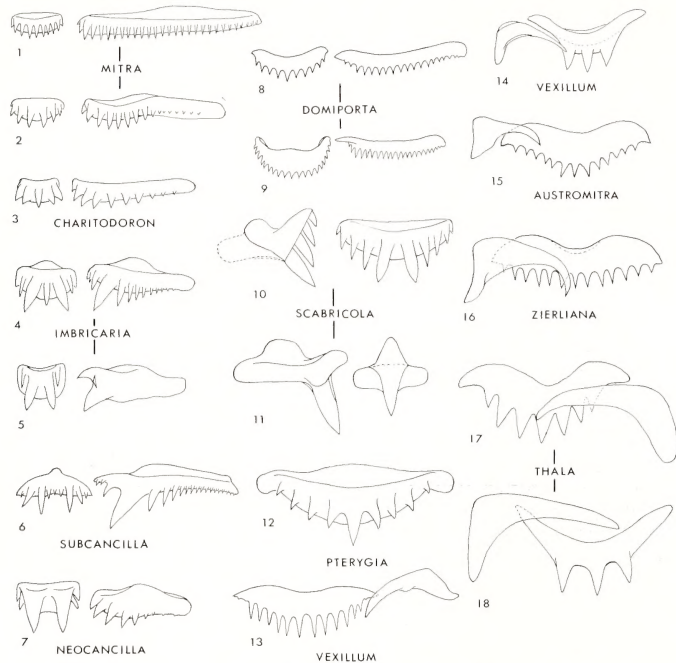 1
MITRA
2
3
CHARITODORON
4
IMBRICARIA
5
6
SUBCANCILLA
7
NEOCANCILLA
8
DOMIPORTA
9
10
SCABRICOLA
11
12
PTERYGIA
13
VEXILLUM
14
VEXILLUM
15
AUSTROMITRA
16
ZIERLIANA
17
THALA
18